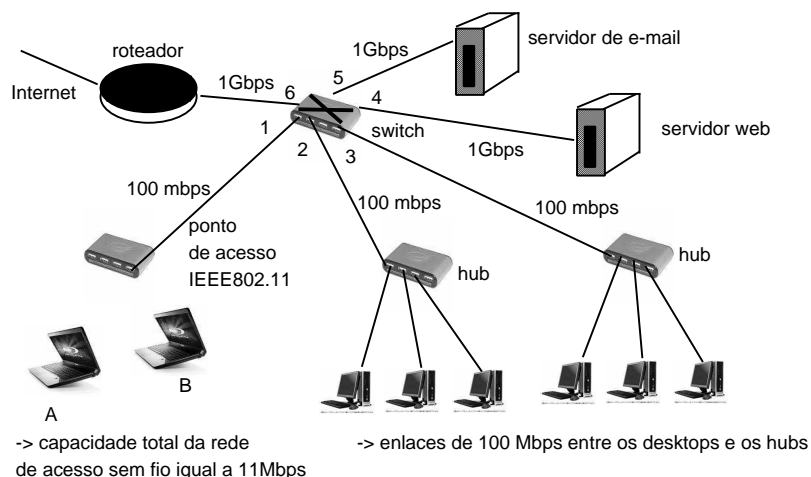 roteador
servidor de e-mail
1Gbps
5
Internet
1Gbps
6
4
1
switch
servidor web
2
3
1Gbps
100 mbps
100 mbps
100 mbps
ponto
de acesso
IEEE802.11
hub
hub
A
B
-> capacidade total da rede
de acesso sem fio igual a 11Mbps
-> enlaces de 100 Mbps entre os desktops e os hubs